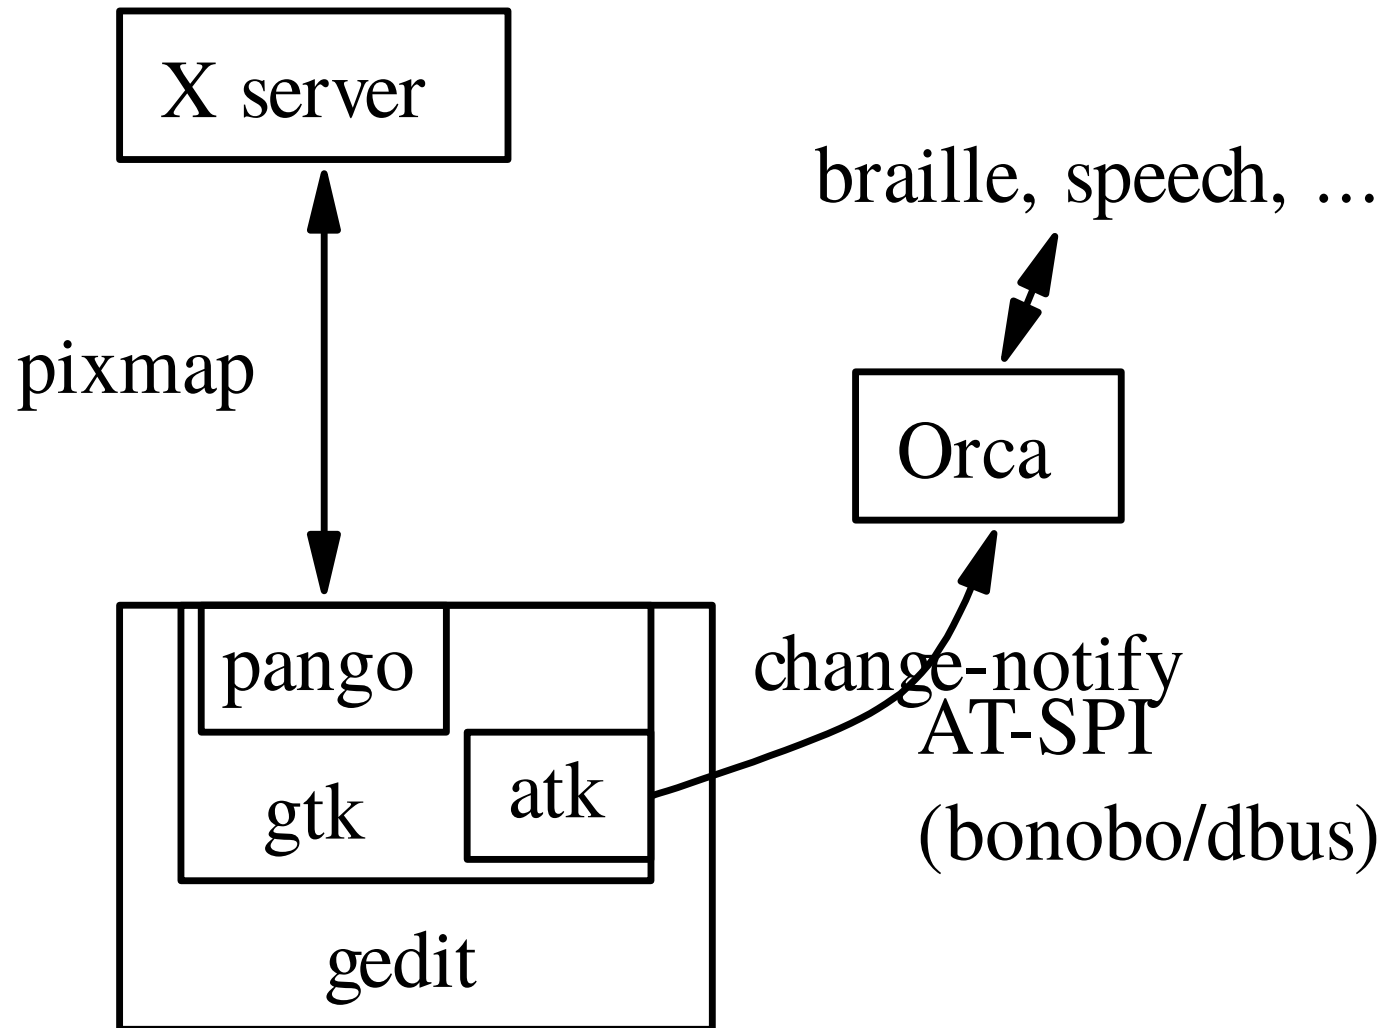 X server
braille, speech, ...
pixmap
Orca
pango
change-notify
AT-SPI
atk
gtk
(bonobo/dbus)
gedit